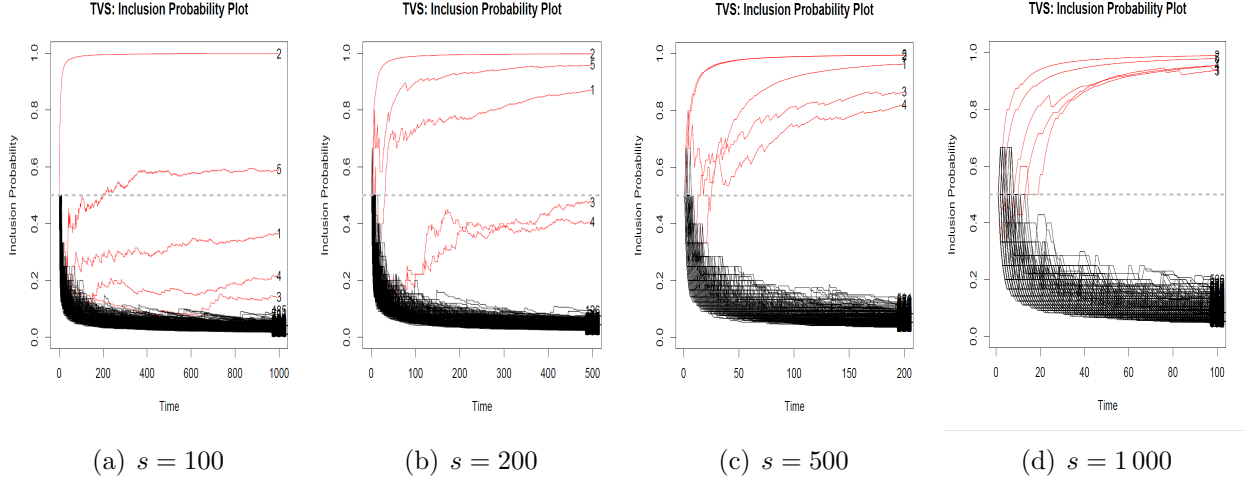 TVS: Inclusion Probability Plot
Inclusion Probability
0.0 0.2 0.4 0.6 0.8 1.0
2
5
1
4
3
0 200 400 600 800 1000
Time
(a) s = 100
TVS: Inclusion Probability Plot
Inclusion Probability
0.0 0.2 0.4 0.6 0.8 1.0
2
5
1
3
4
0 100 200 300 400 500
Time
(b) s = 200
TVS: Inclusion Probability Plot
Inclusion Probability
0.0 0.2 0.4 0.6 0.8 1.0
1
3
4
0 50 100 150 200
Time
(c) s = 500
TVS: Inclusion Probability Plot
Inclusion Probability
0.0 0.2 0.4 0.6 0.8 1.0
3
0 20 40 60 80 100
Time
(d) s = 1 000